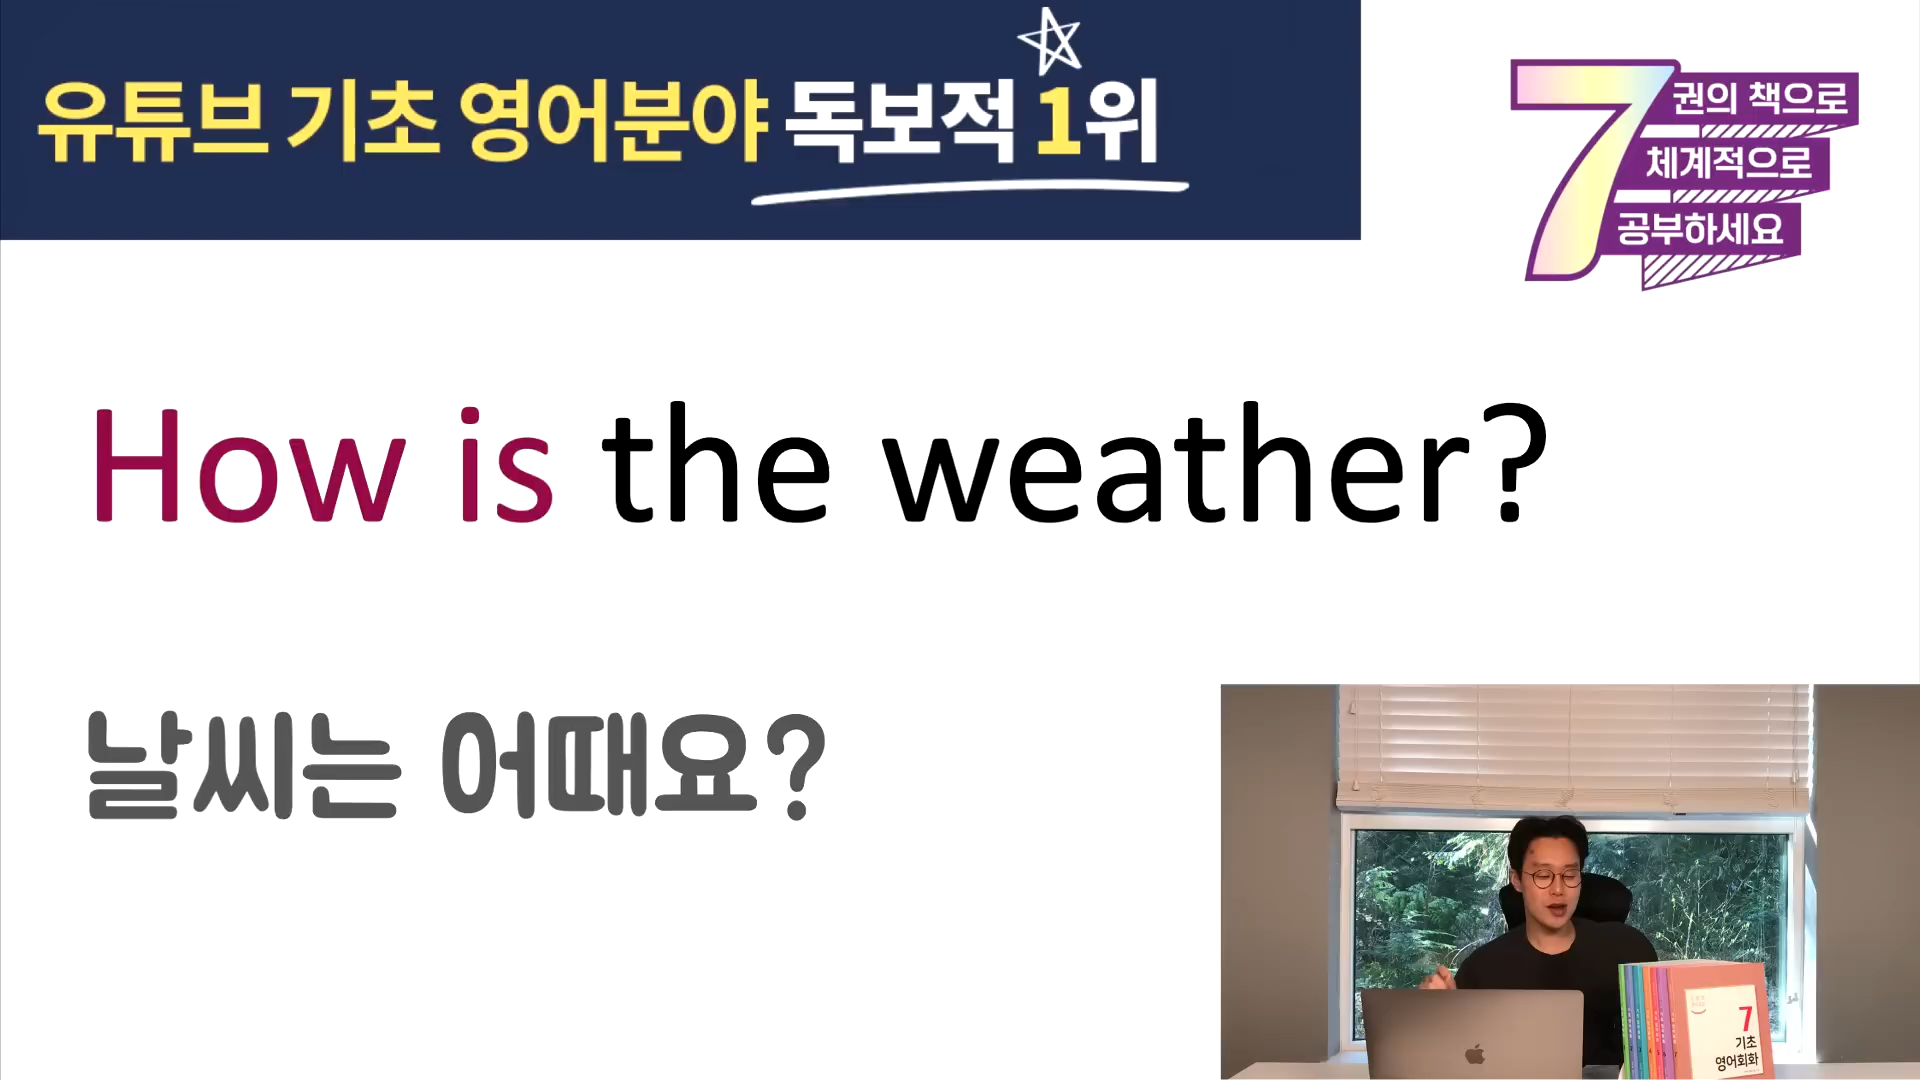 유튜브 기초 영어분야 독보적 1위
7
권의 책으로
체계적으로
공부하세요
How is the weather?
날씨는 어때요?
7
기초
영어회화